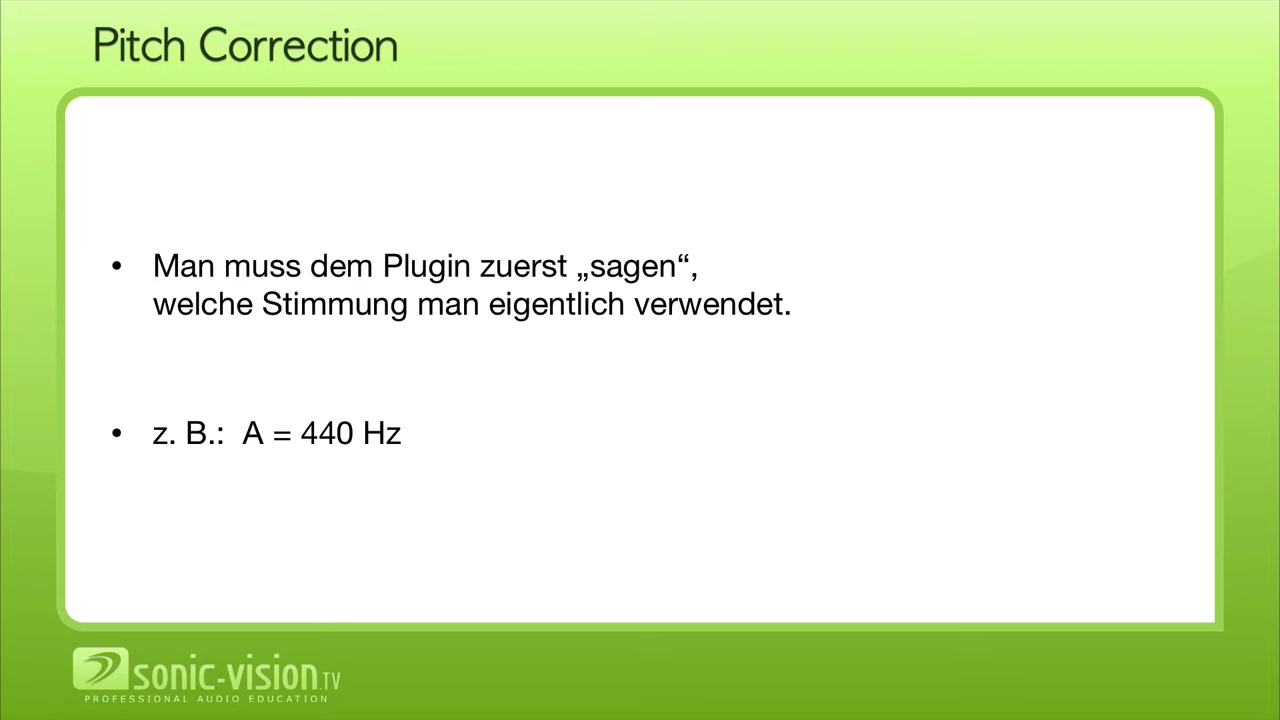 Pitch Correction
• Man muss dem Plugin zuerst „sagen“,
welche Stimmung man eigentlich verwendet.
• z. B.: A = 440 Hz
sonic-vision.TV
PROFESSIONAL AUDIO EDUCATION